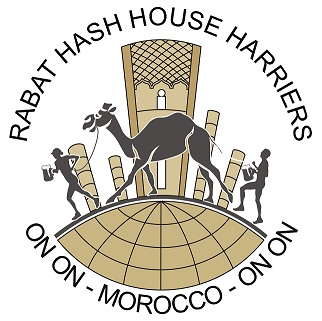 RABAT HASH HOUSE HARRIERS
ON ON - MOROCCO - ON ON